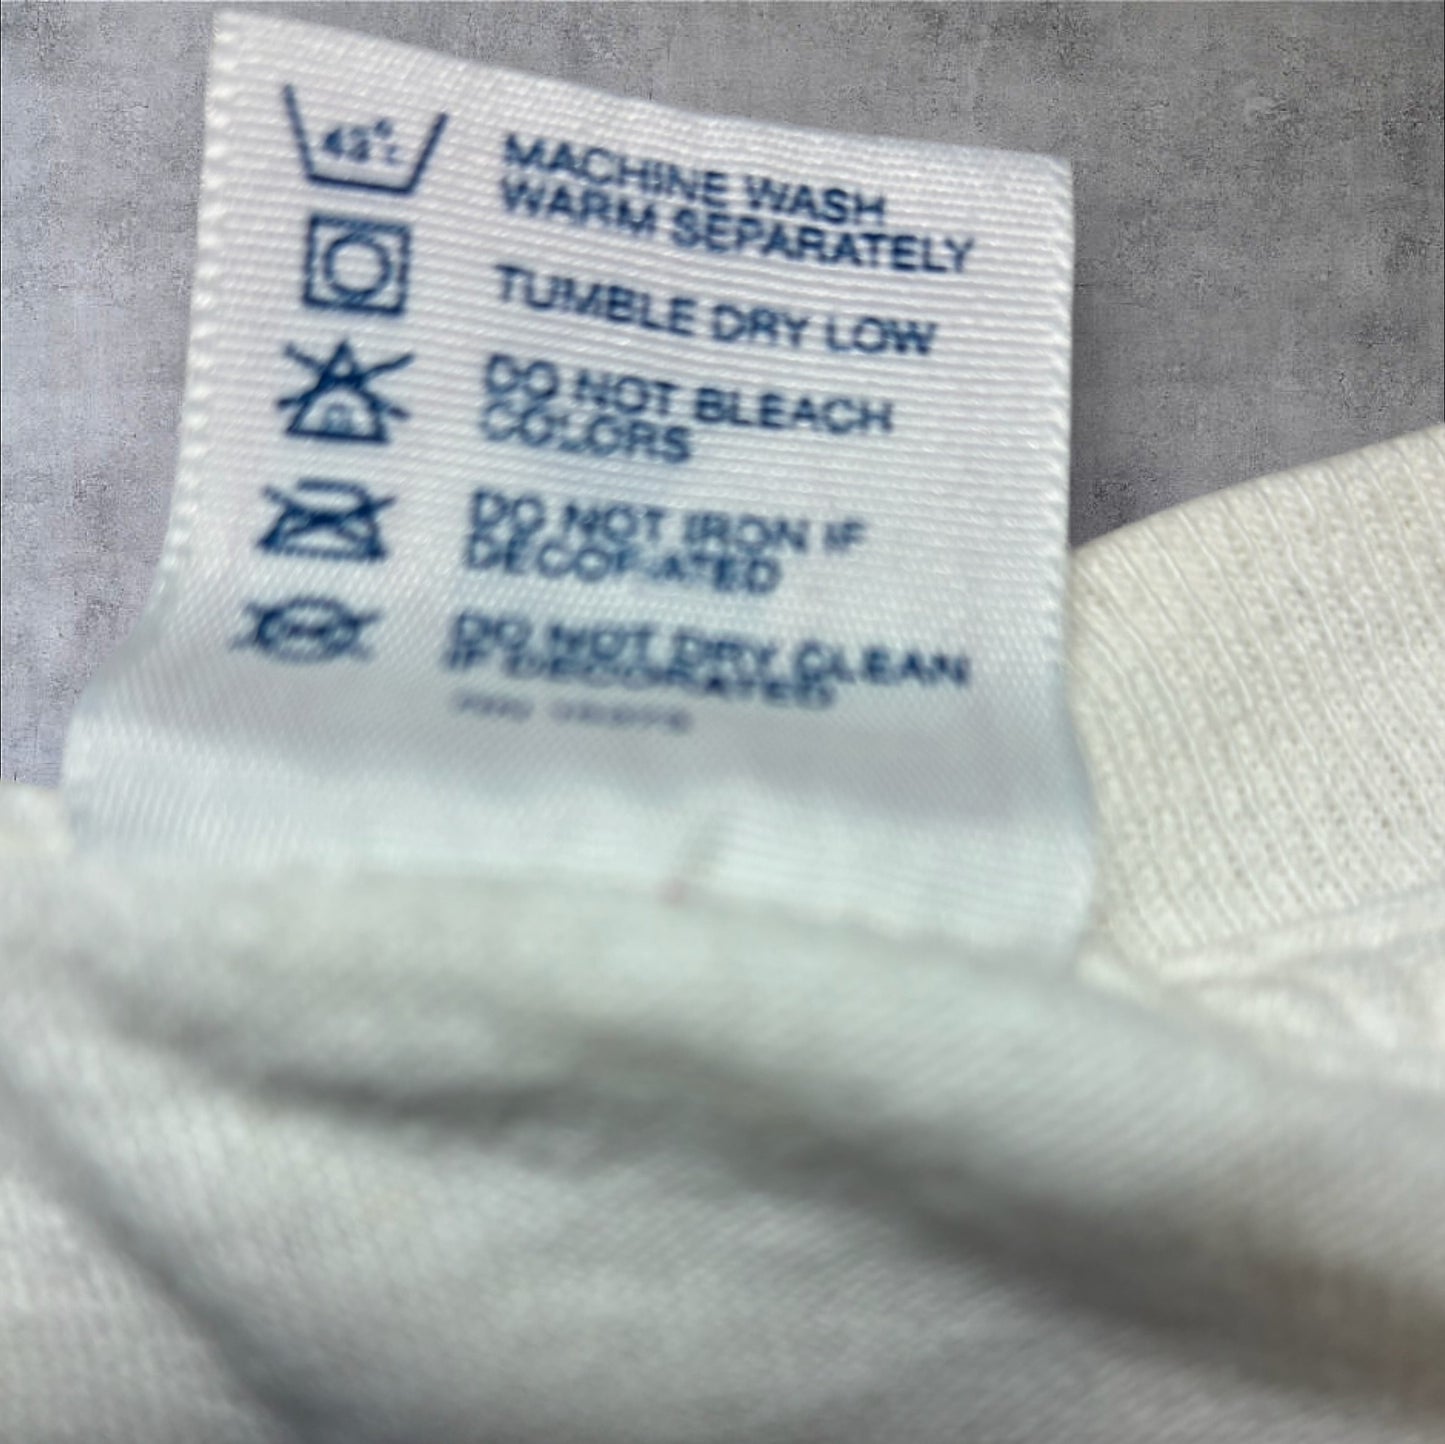 MACHINE WASH
WARM SEPARATELY
TUMBLE DRY LOW
DO NOT BLEACH
COLORS
DO NOT IRON IF
DECORATED
DO NOT DRY CLEAN
IF DECORATED